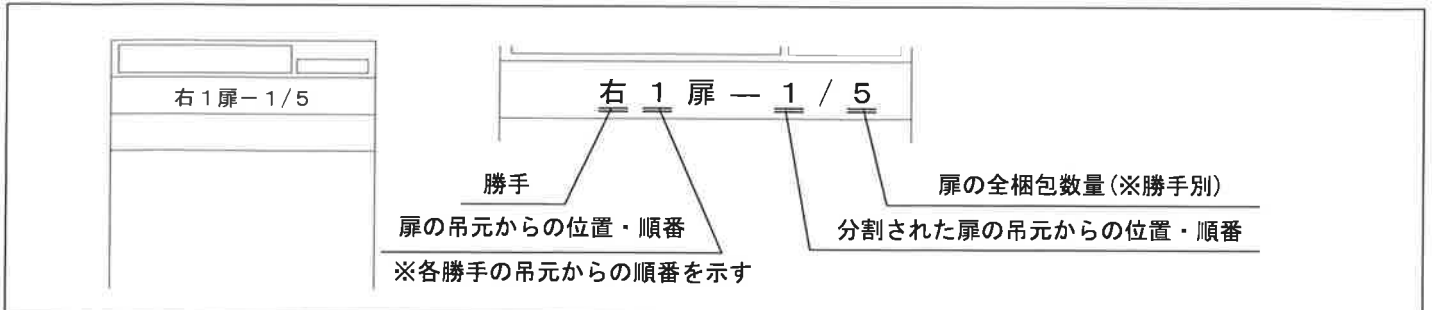 右1扉－1/5
右 1 扉 ― 1 / 5
勝手
扉の吊元からの位置・順番
※各勝手の吊元からの順番を示す
扉の全梱包数量(※勝手別)
分割された扉の吊元からの位置・順番